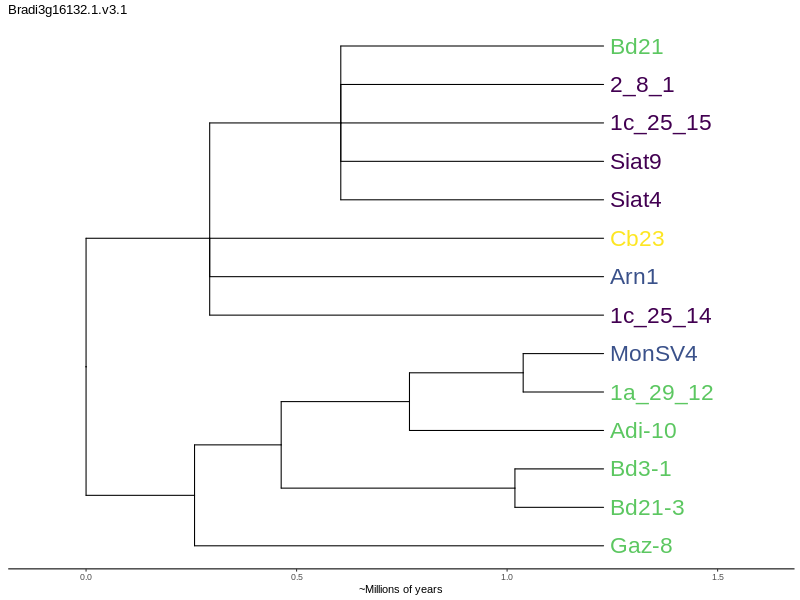 Bradi3g16132.1.v3.1
Bd21
2_8_1
1c_25_15
Siat9
Siat4
Cb23
Arn1
1c_25_14
MonSV4
1a_29_12
Adi-10
Bd3-1
Bd21-3
Gaz-8
0.0 0.5 1.0 1.5
~Millions of years